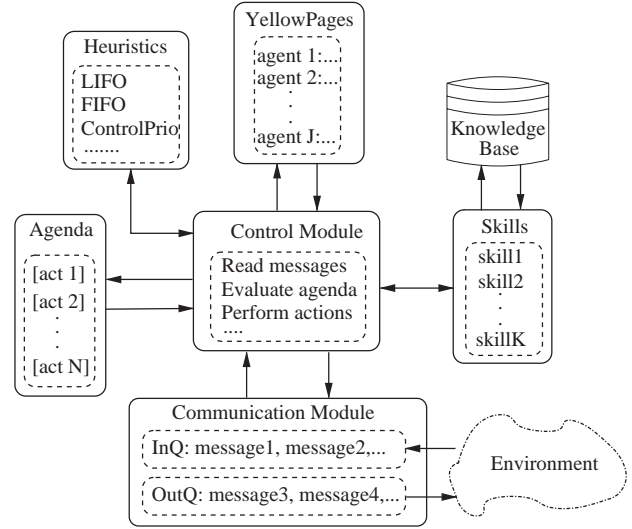 YellowPages
agent 1:...
agent 2:...
.
.
agent J:...
Heuristics
LIFO
FIFO
ControlPrio
.......
Knowledge
Base
Agenda
[act 1]
[act 2]
.
.
[act N]
Control Module
Read messages
Evaluate agenda
Perform actions
....
Skills
skill1
skill2
.
.
skillK
Communication Module
InQ: message1, message2,...
OutQ: message3, message4,...
Environment